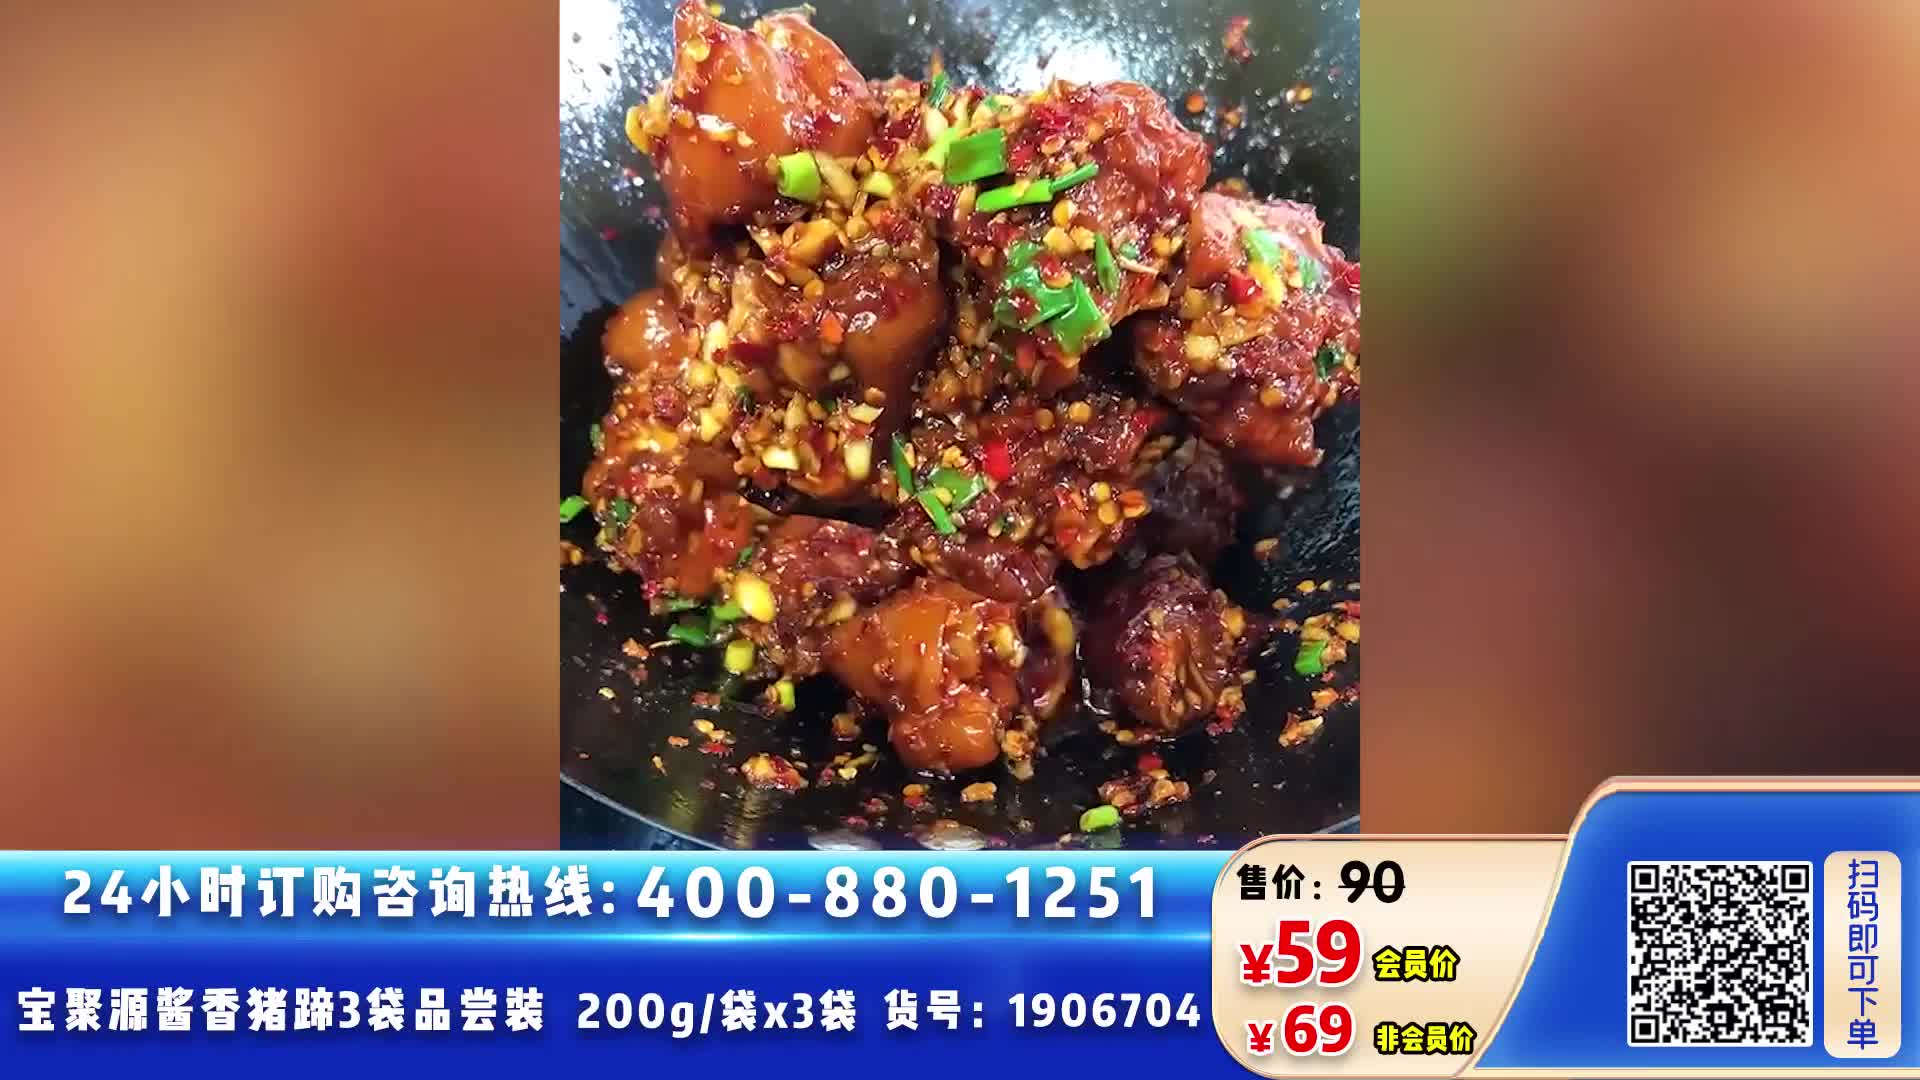 24小时订购咨询热线:400-880-1251
宝聚源酱香猪蹄3袋品尝装 200g/袋x3袋 货号：1906704
售价：90
¥59 会员价
¥69 非会员价
扫码即可下单